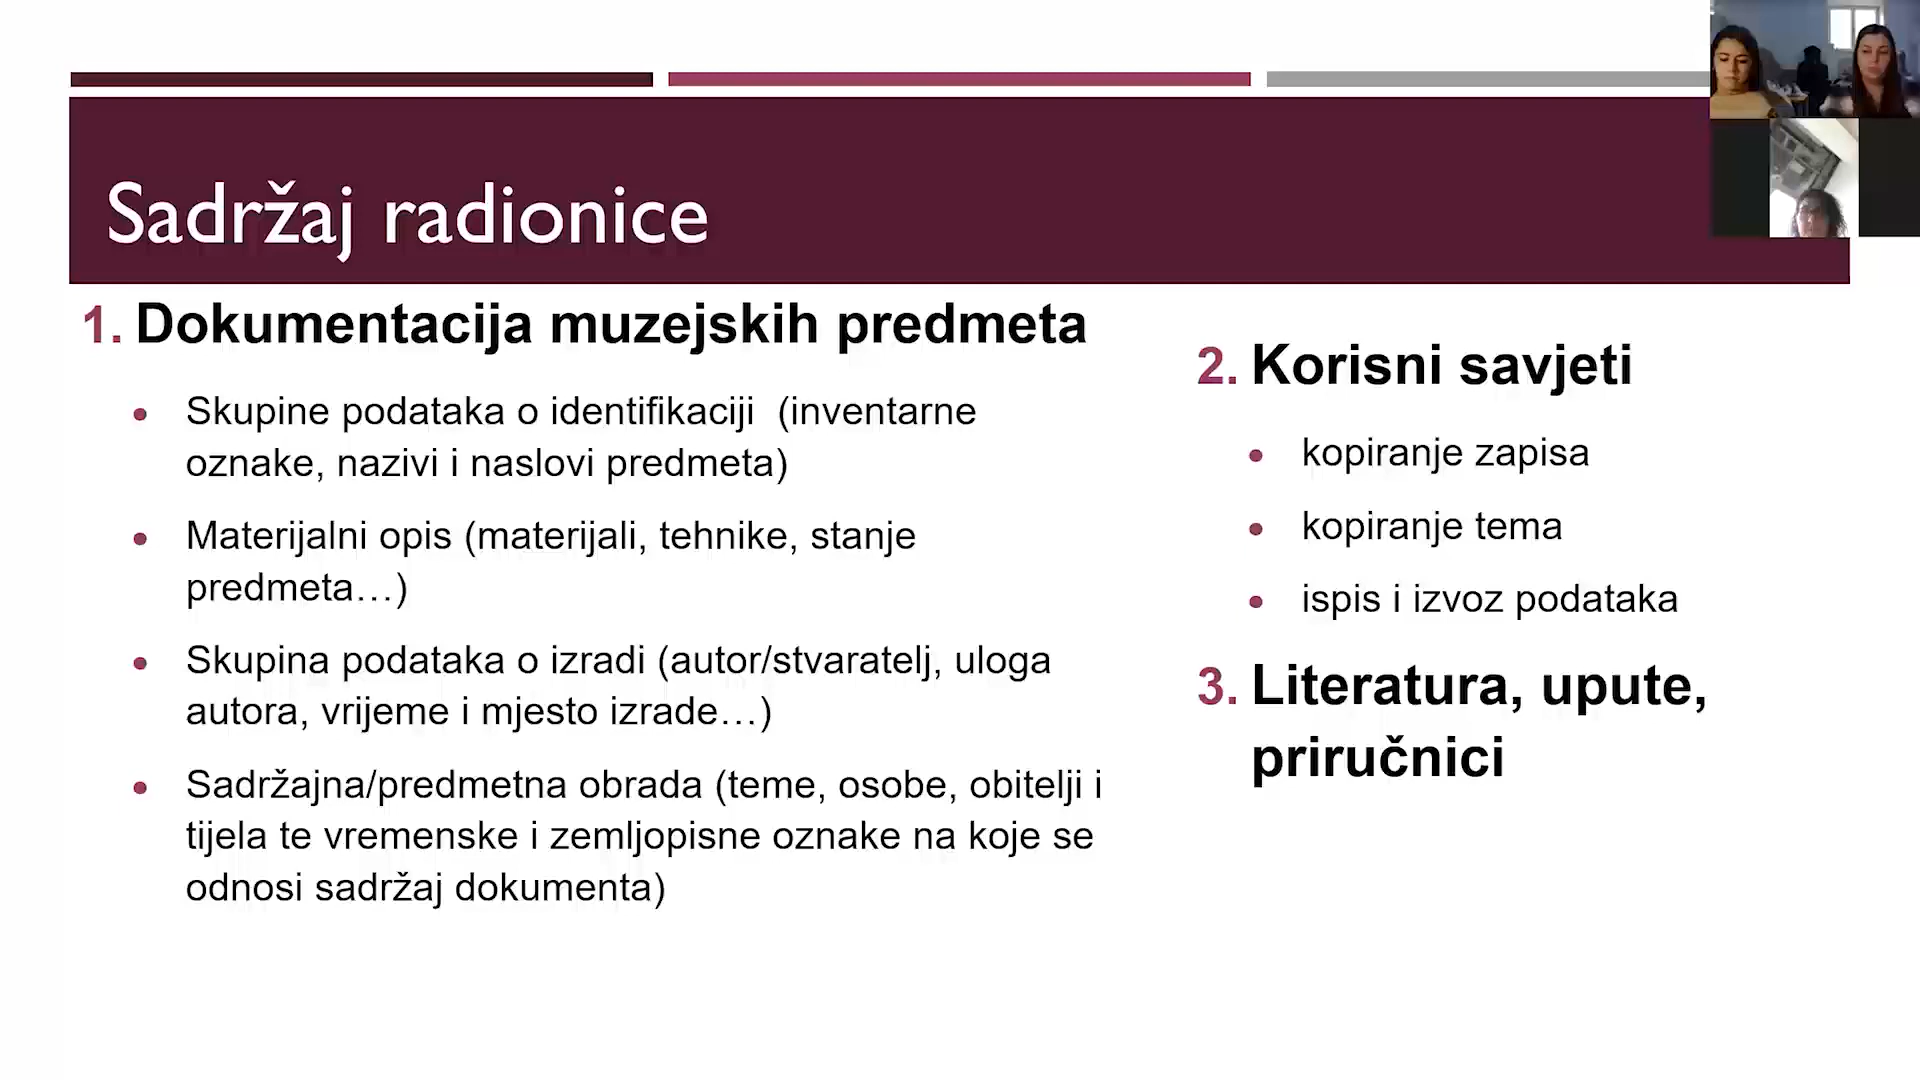 Sadržaj radionice
1. Dokumentacija muzejskih predmeta
• Skupine podataka o identifikaciji (inventarne
oznake, nazivi i naslovi predmeta)
• Materijalni opis (materijali, tehnike, stanje
predmeta…)
• Skupina podataka o izradi (autor/stvaratelj, uloga
autora, vrijeme i mjesto izrade…)
• Sadržajna/predmetna obrada (teme, osobe, obitelji i
tijela te vremenske i zemljopisne oznake na koje se
odnosi sadržaj dokumenta)
2. Korisni savjeti
• kopiranje zapisa
• kopiranje tema
• ispis i izvoz podataka
3. Literatura, upute,
priručnici